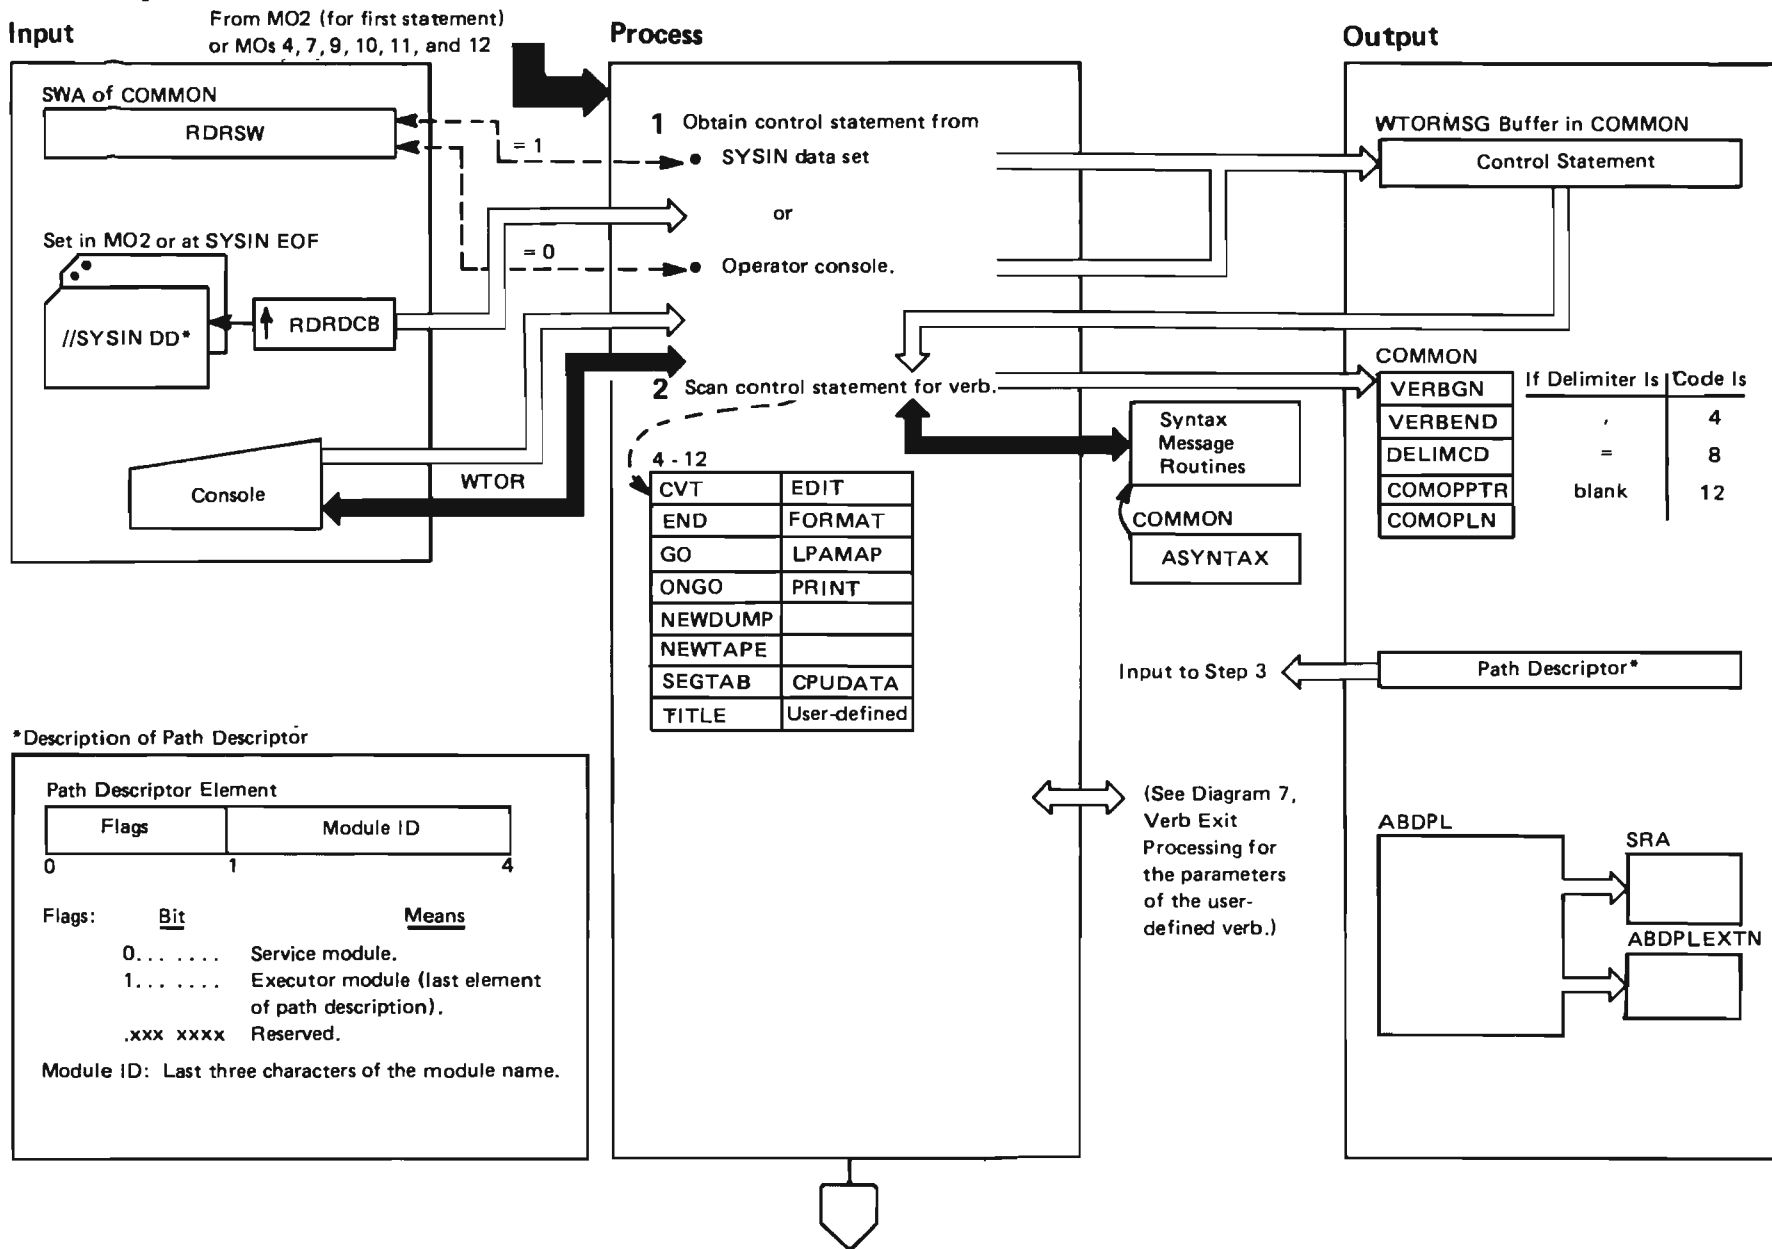 From MO2 (for first statement)
or MOs 4, 7, 9, 10, 11, and 12
Input
Process
Output
SWA of COMMON
RDRSW
= 1
= 0
Set in MO2 or at SYSIN EOF
//SYSIN DD*
RDRDCB
Console
WTOR
1 Obtain control statement from
• SYSIN data set
or
• Operator console.
2 Scan control statement for verb.
4 - 12
CVT EDIT
END FORMAT
GO LPAMAP
ONGO PRINT
NEWDUMP
NEWTAPE
SEGTAB CPUDATA
TITLE User-defined
WTORMSG Buffer in COMMON
Control Statement
COMMON
VERBGN
VERBEND
DELIMCD
COMOPPTR
COMOPLN
If Delimiter Is Code Is
, 4
= 8
blank 12
Syntax
Message
Routines
COMMON
ASYNTAX
Input to Step 3
Path Descriptor*
(See Diagram 7,
Verb Exit
Processing for
the parameters
of the user-
defined verb.)
ABDPL
SRA
ABDPLEXTN
*Description of Path Descriptor
Path Descriptor Element
Flags Module ID
0 1 4
Flags: Bit Means
0... .... Service module.
1... .... Executor module (last element
of path description).
.xxx xxxx Reserved.
Module ID: Last three characters of the module name.